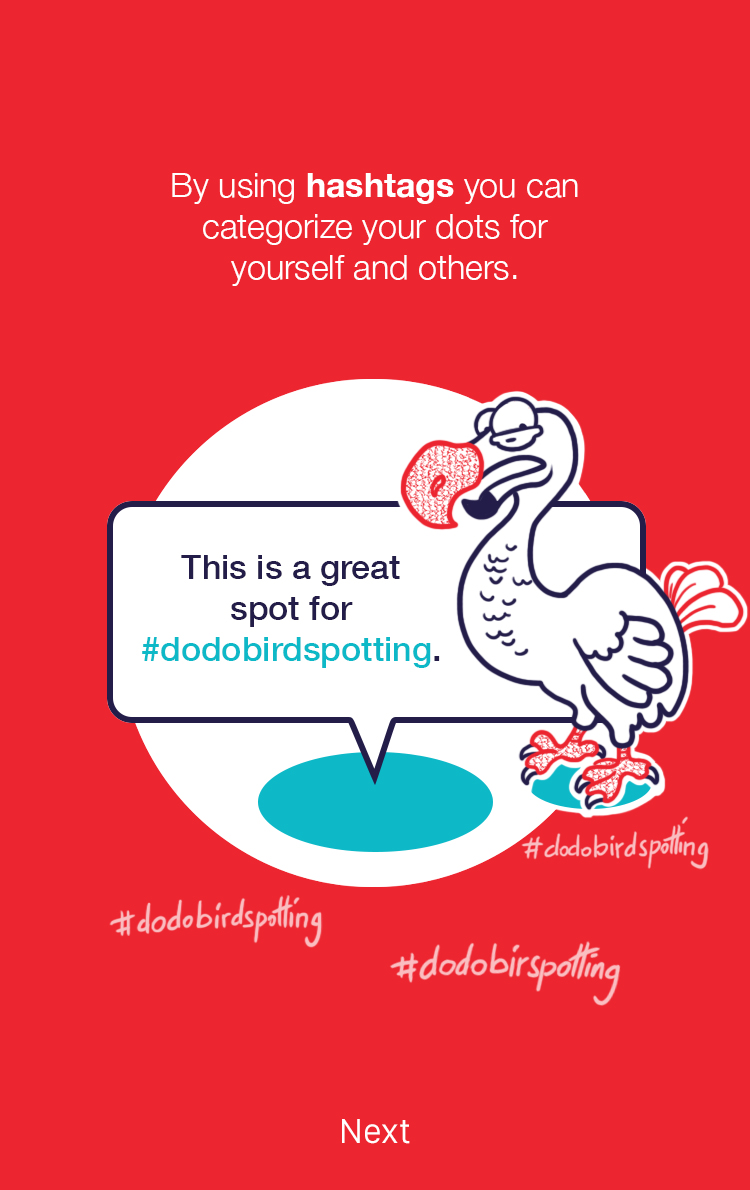 By using hashtags you can
categorize your dots for
yourself and others.
This is a great
spot for
#dodobirdspotting.
#dodobirdspotting
#dodobirdspotting
#dodobirspotting
Next